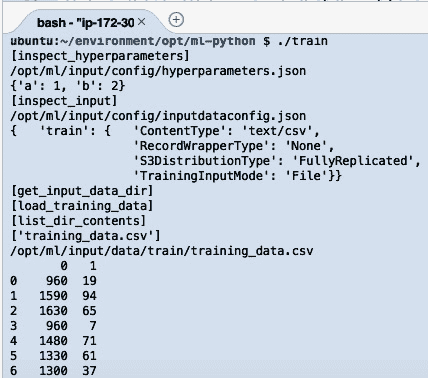 bash - "ip-172-30
ubuntu:~/environment/opt/ml-python $ ./train
[inspect_hyperparameters]
/opt/ml/input/config/hyperparameters.json
{'a': 1, 'b': 2}
[inspect_input]
/opt/ml/input/config/inputdataconfig.json
{   'train': {   'ContentType': 'text/csv',
                 'RecordWrapperType': 'None',
                 'S3DistributionType': 'FullyReplicated',
                 'TrainingInputMode': 'File'}}
[get_input_data_dir]
[load_training_data]
[list_dir_contents]
['training_data.csv']
/opt/ml/input/data/train/training_data.csv
      0   1
0   960  19
1  1590  94
2  1630  65
3   960   7
4  1480  71
5  1330  61
6  1300  37